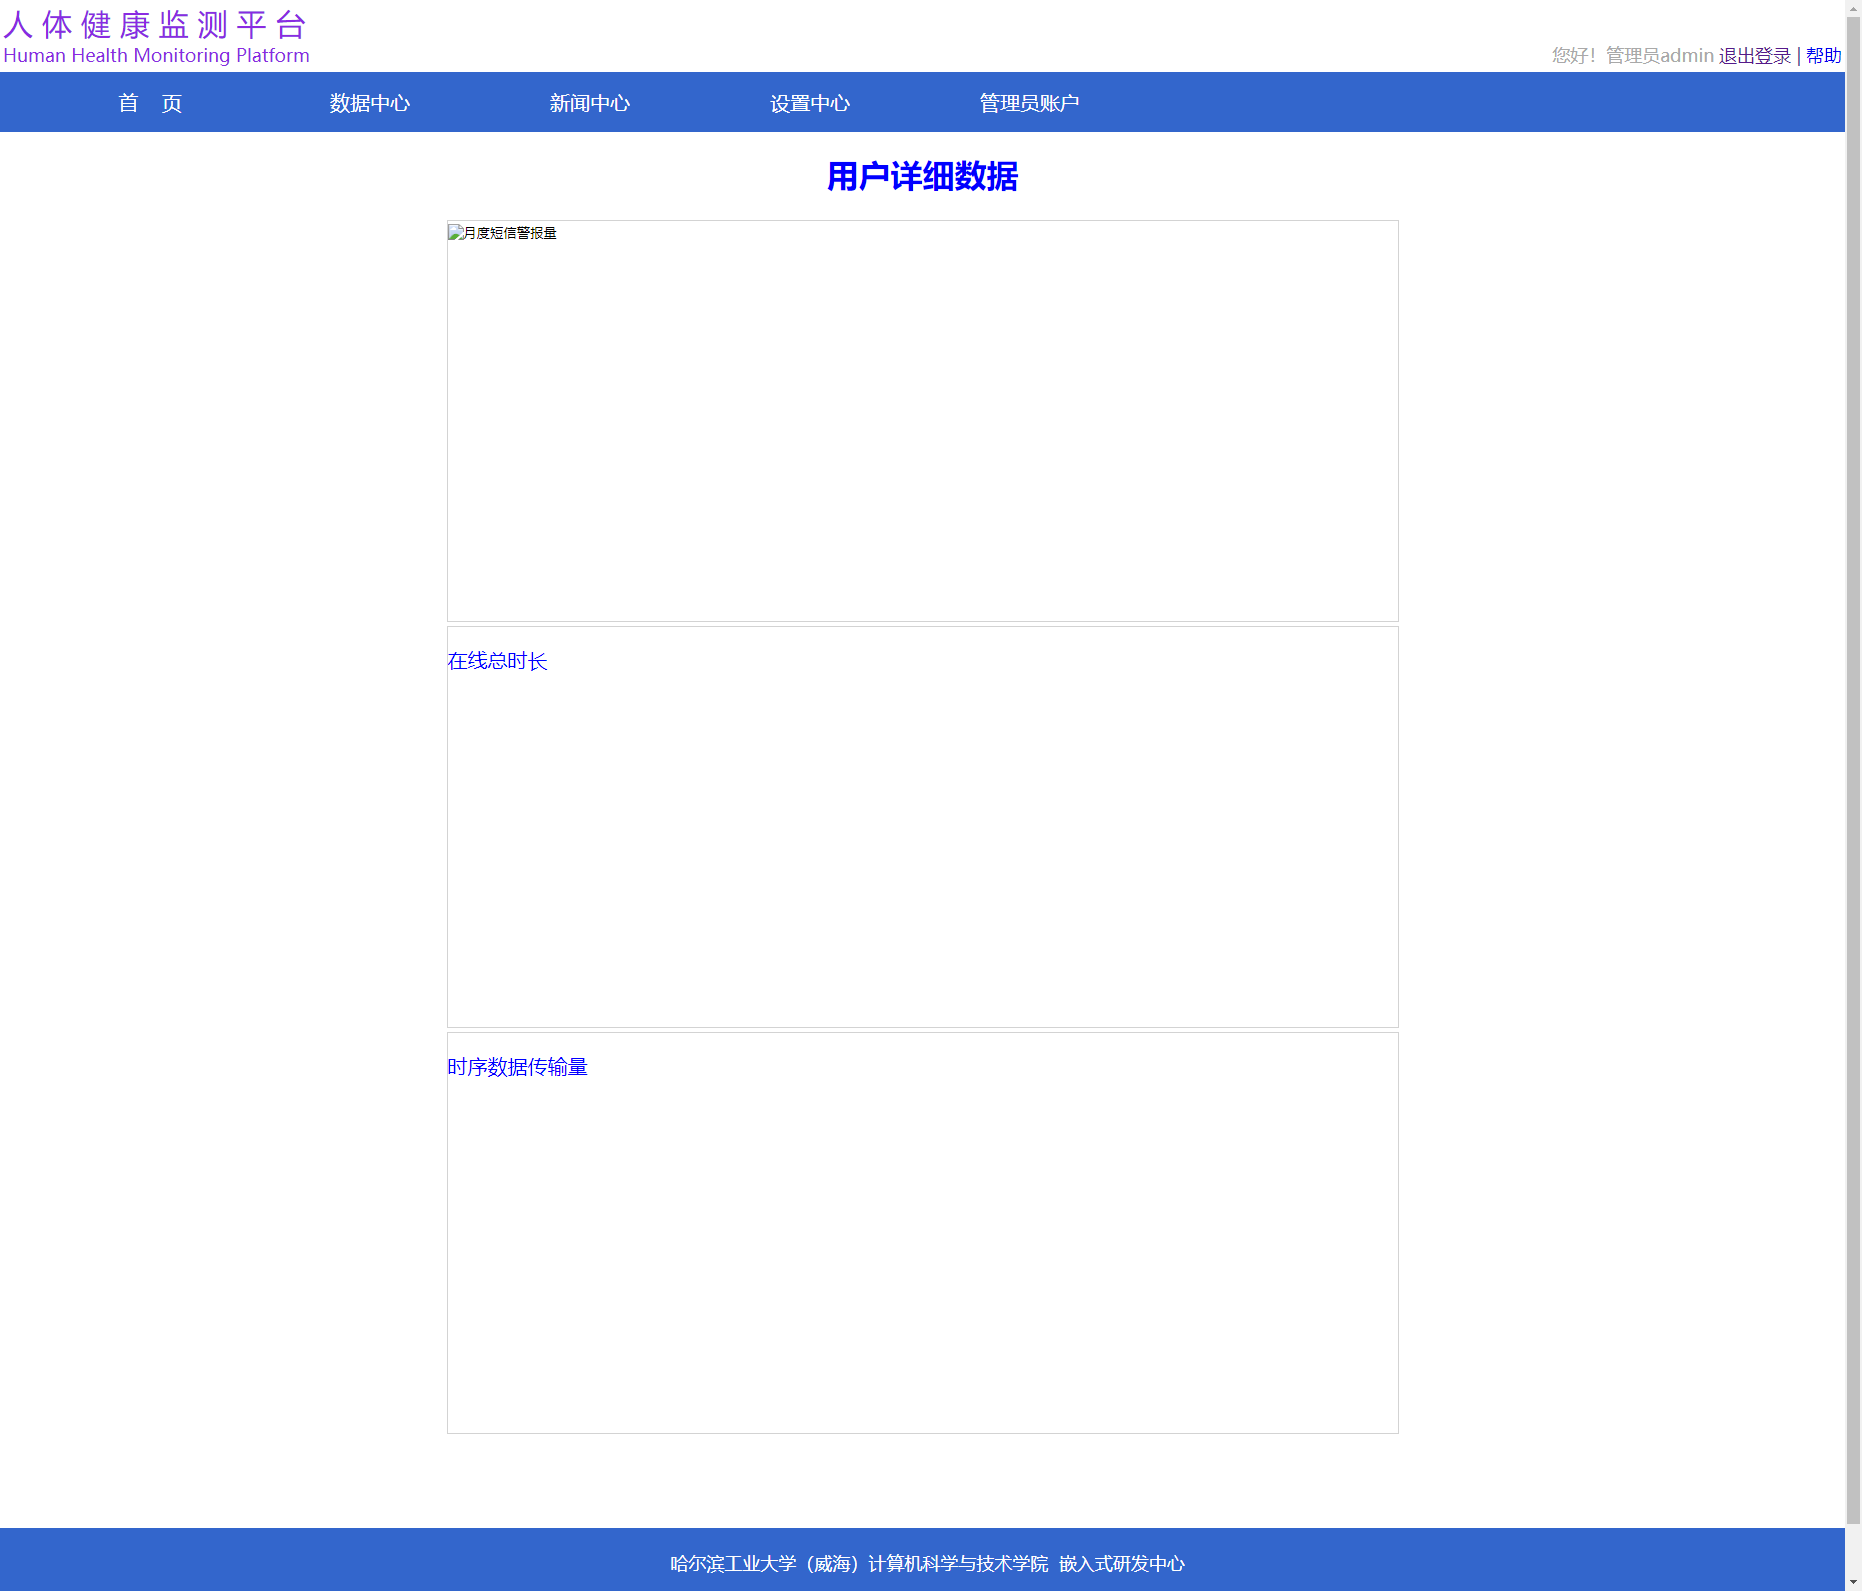 人体健康监测平台
Human Health Monitoring Platform
您好！管理员admin 退出登录 | 帮助
首 页 数据中心 新闻中心 设置中心 管理员账户
用户详细数据
月度短信警报量
在线总时长
时序数据传输量
哈尔滨工业大学（威海）计算机科学与技术学院 嵌入式研发中心